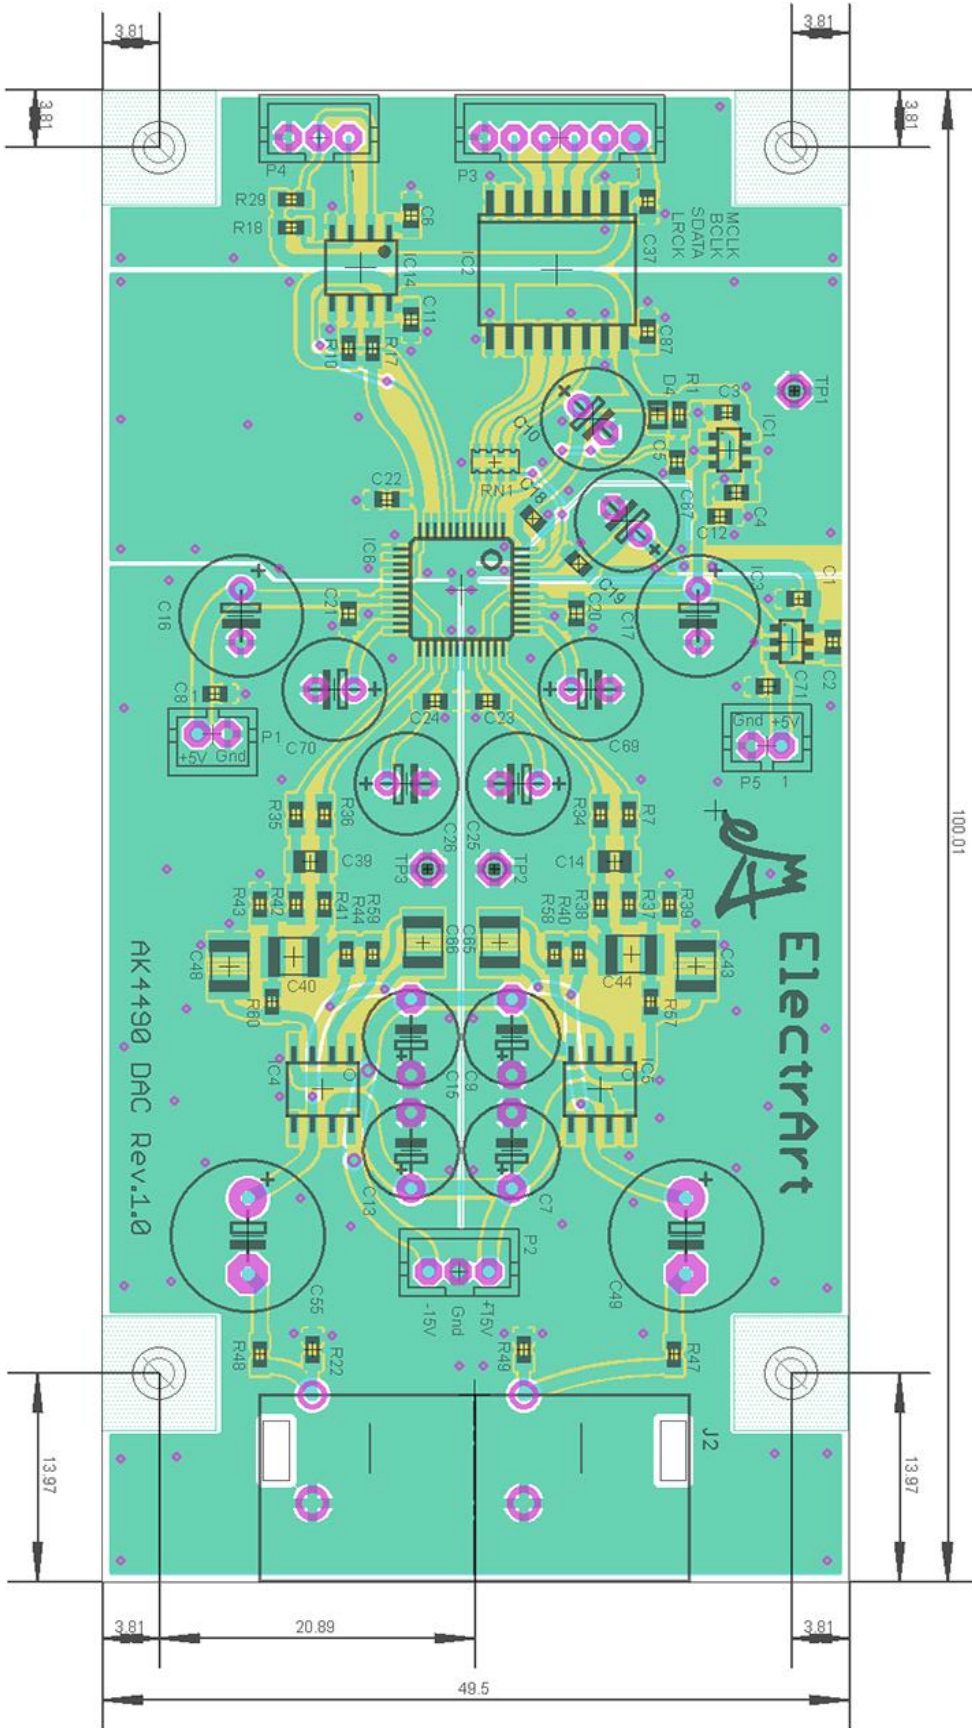 3.81
3.81
3.81
3.81
P4
1
P3
1
R29
R18
C6
IC14
IC2
C37
MCLK
BCLK
SDATA
LRCK
C11
R10
R17
C87
TP1
D4
R1
C3
IC1
C10
C5
C22
RN1
C18
C67
C4
C12
IC6
C19
IC3
C1
C16
C21
C20
C17
C2
C8
1
C24
C23
C71
P1
+5V
Gnd
C70
C69
Gnd
+5V
P5
1
R35
R36
C26
C25
R34
R7
100.01
C39
TP3
TP2
C14
R43
R42
R41
R44
R59
R58
R40
R38
R37
R39
C66
C65
C48
C40
C44
C43
ElectrArt
AK4490 DAC Rev.1.0
R60
R57
IC4
C15
C9
IC5
C13
C7
P2
C55
C49
-15V
Gnd
+15V
R48
R22
R49
R47
J2
13.97
13.97
3.81
20.89
3.81
49.5